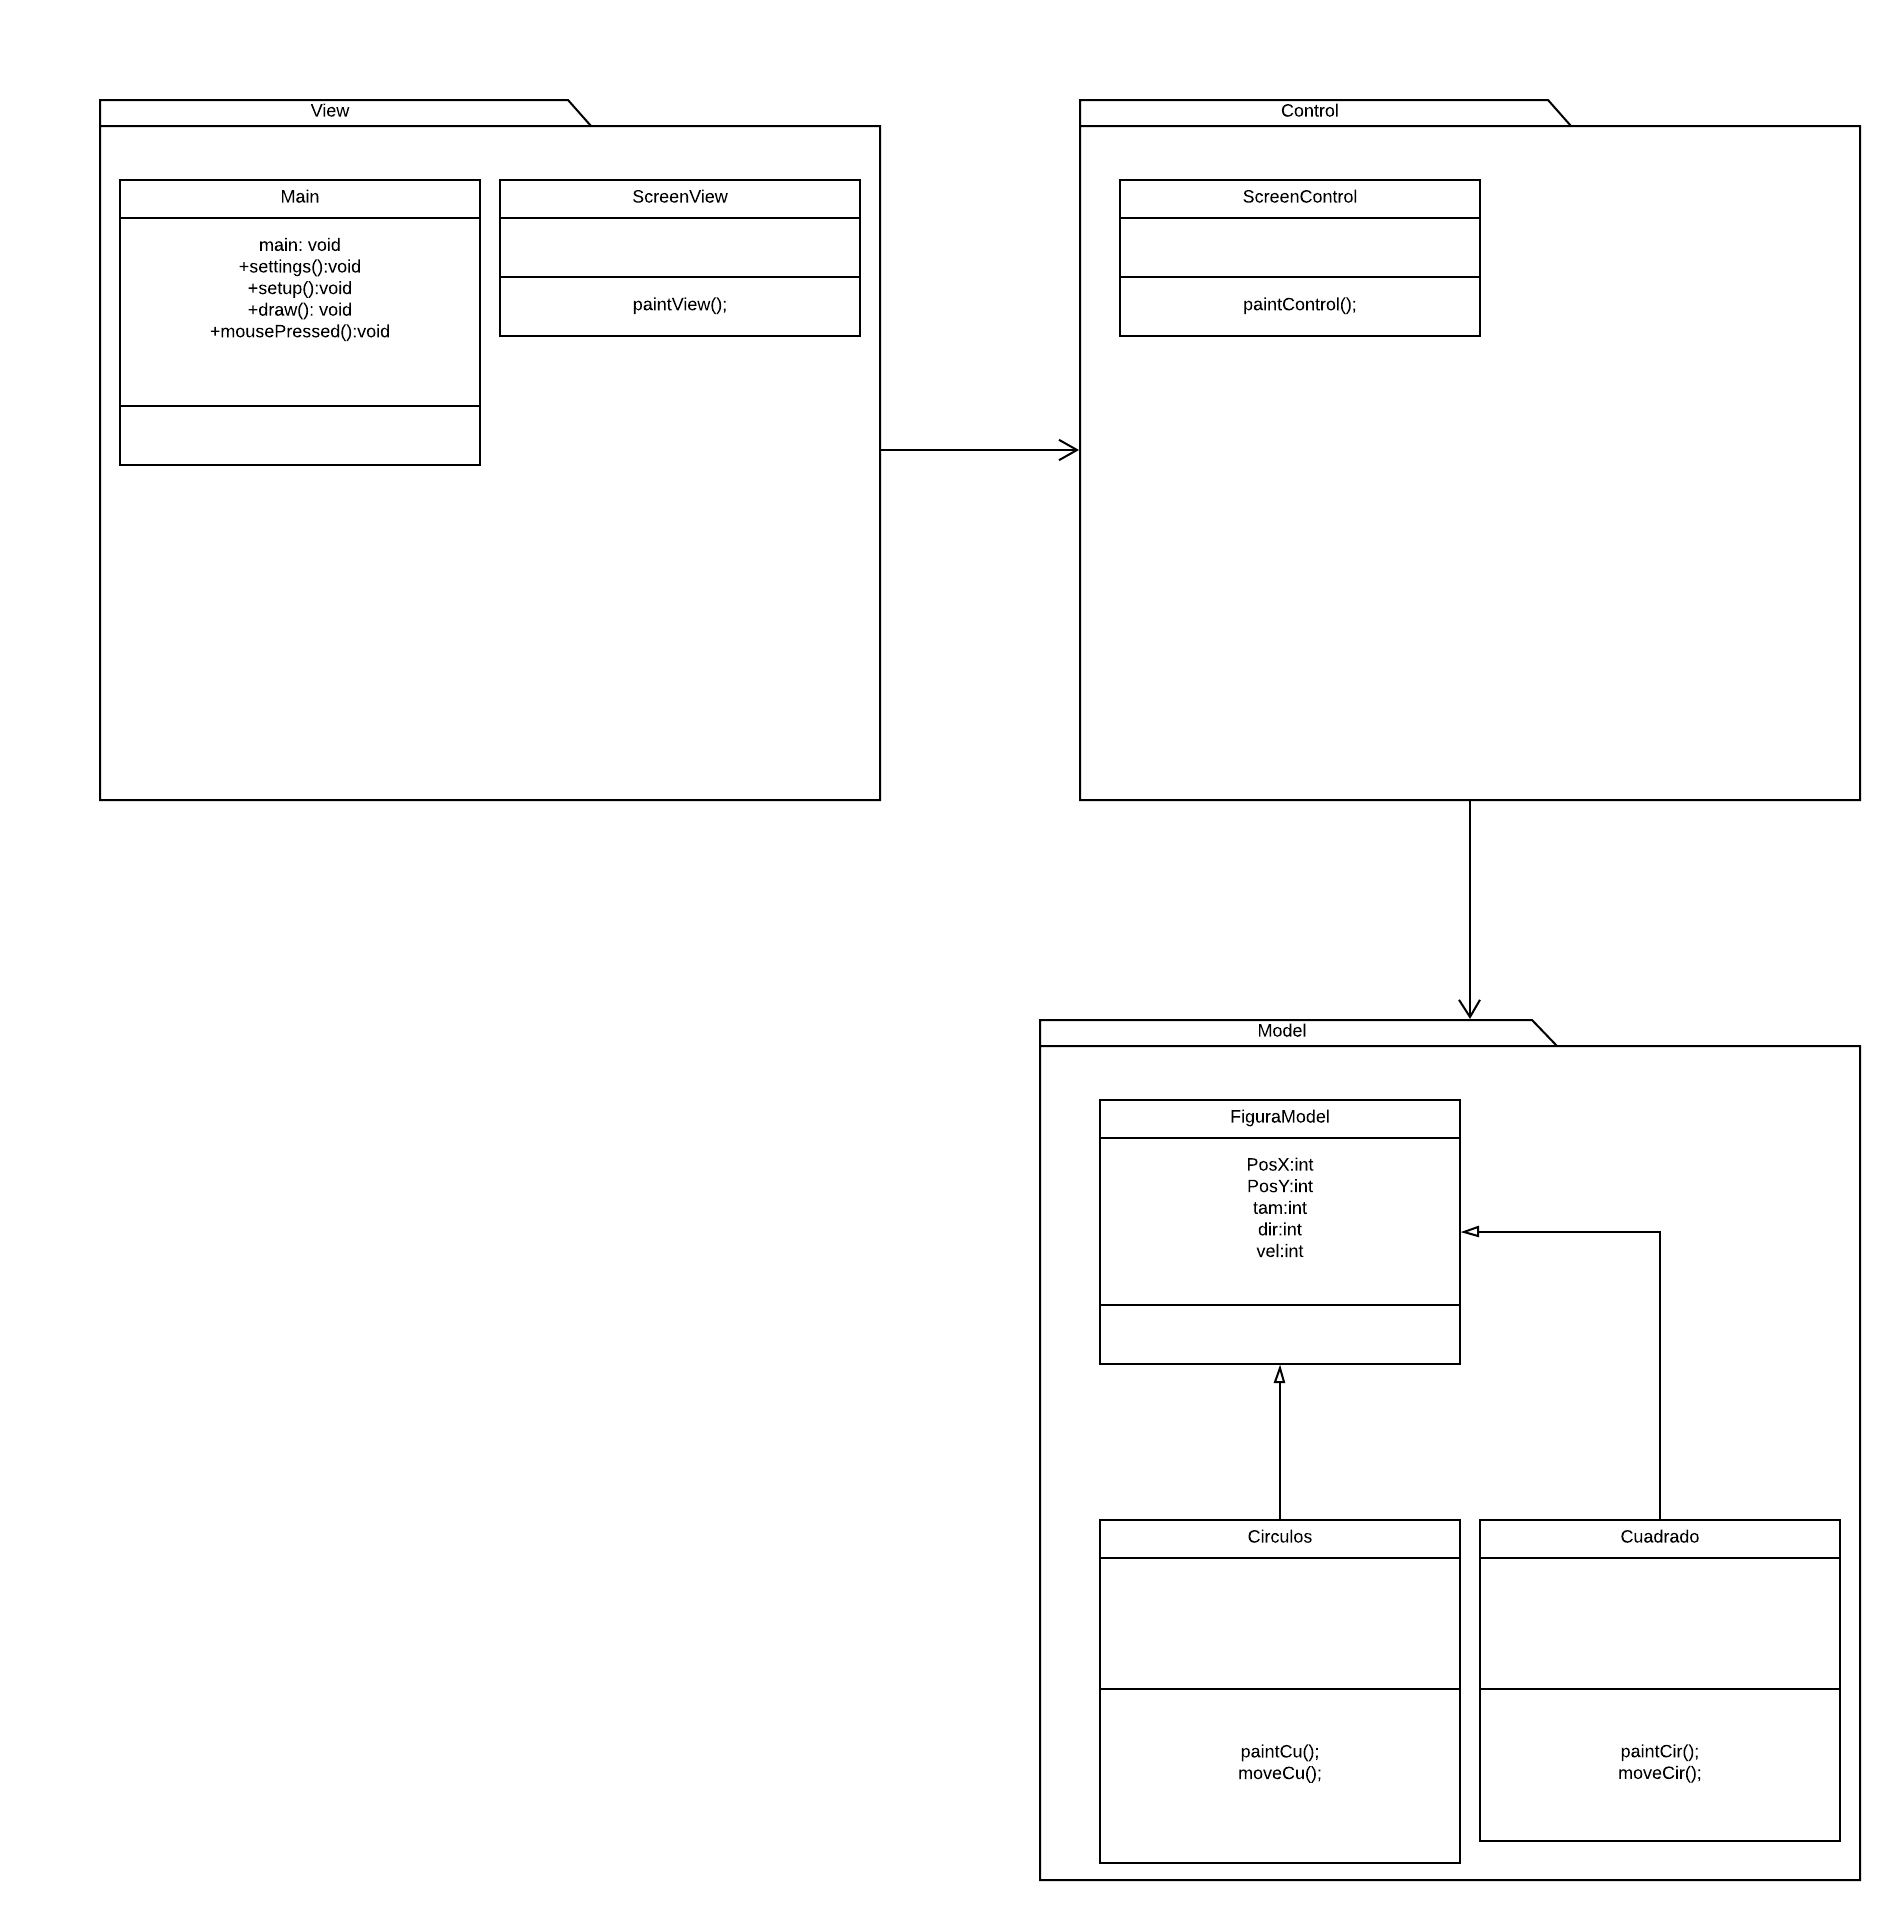 View
Main
main: void
+settings():void
+setup():void
+draw(): void
+mousePressed():void
ScreenView
paintView();
Control
ScreenControl
paintControl();
Model
FiguraModel
PosX:int
PosY:int
tam:int
dir:int
vel:int
Circulos
paintCu();
moveCu();
Cuadrado
paintCir();
moveCir();